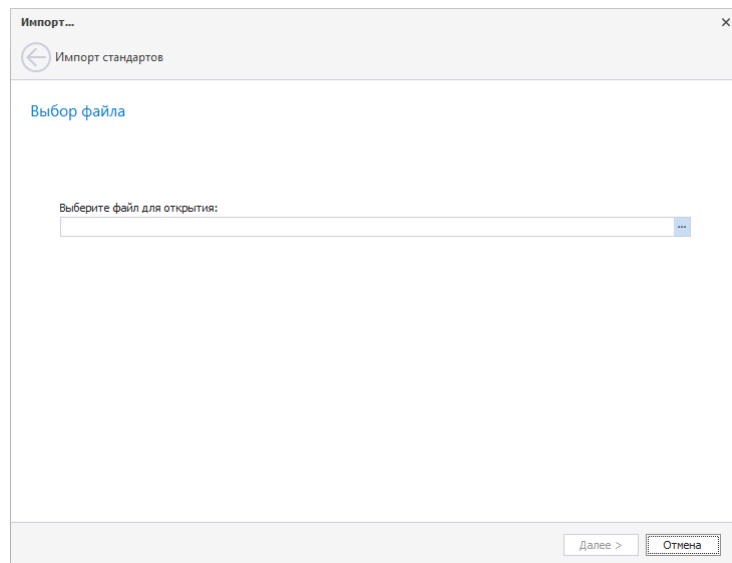 Импорт...
Импорт стандартов
Выбор файла
Выберите файл для открытия:
...
Далее >
Отмена